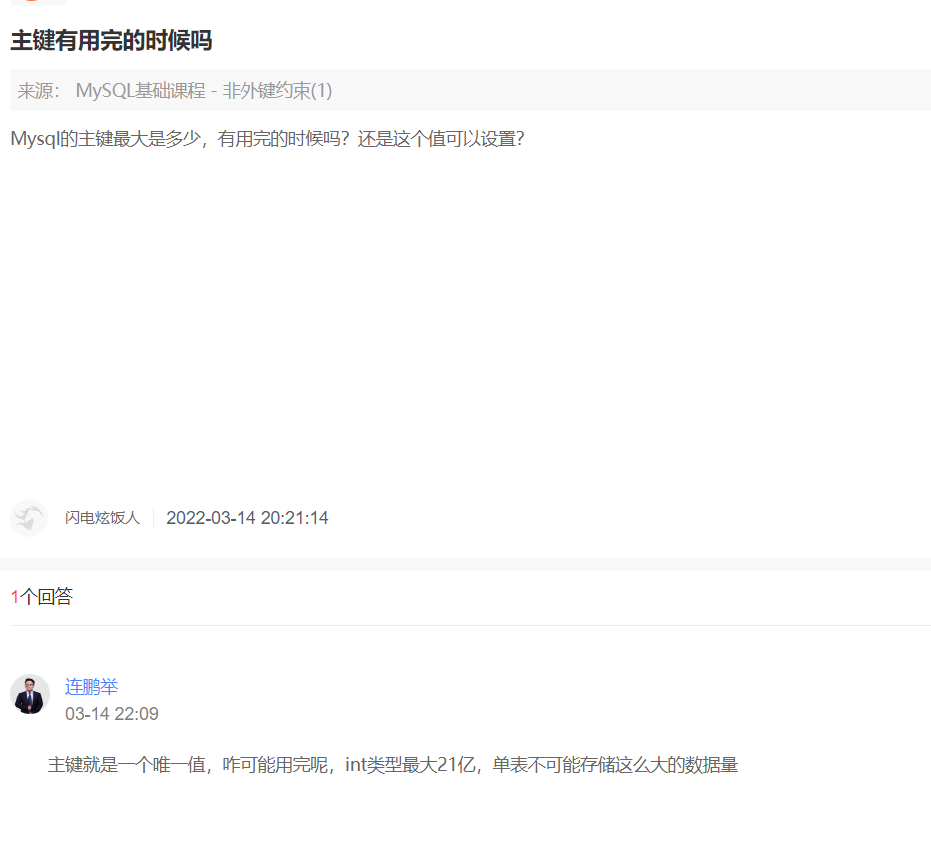 主键有用完的时候吗
来源： MySQL基础课程 - 非外键约束(1)
Mysql的主键最大是多少，有用完的时候吗？还是这个值可以设置？
闪电炫饭人 2022-03-14 20:21:14
1个回答
连鹏举
03-14 22:09
主键就是一个唯一值，咋可能用完呢，int类型最大21亿，单表不可能存储这么大的数据量